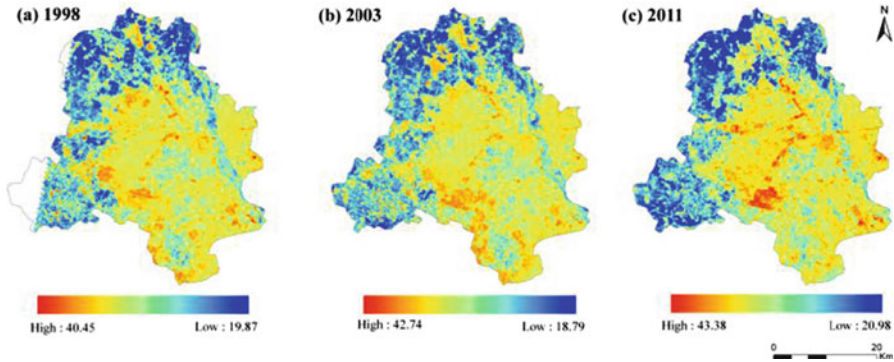 (a) 1998
(b) 2003
(c) 2011
N
High : 40.45
Low : 19.87
High : 42.74
Low : 18.79
High : 43.38
Low : 20.98
0
20
Km